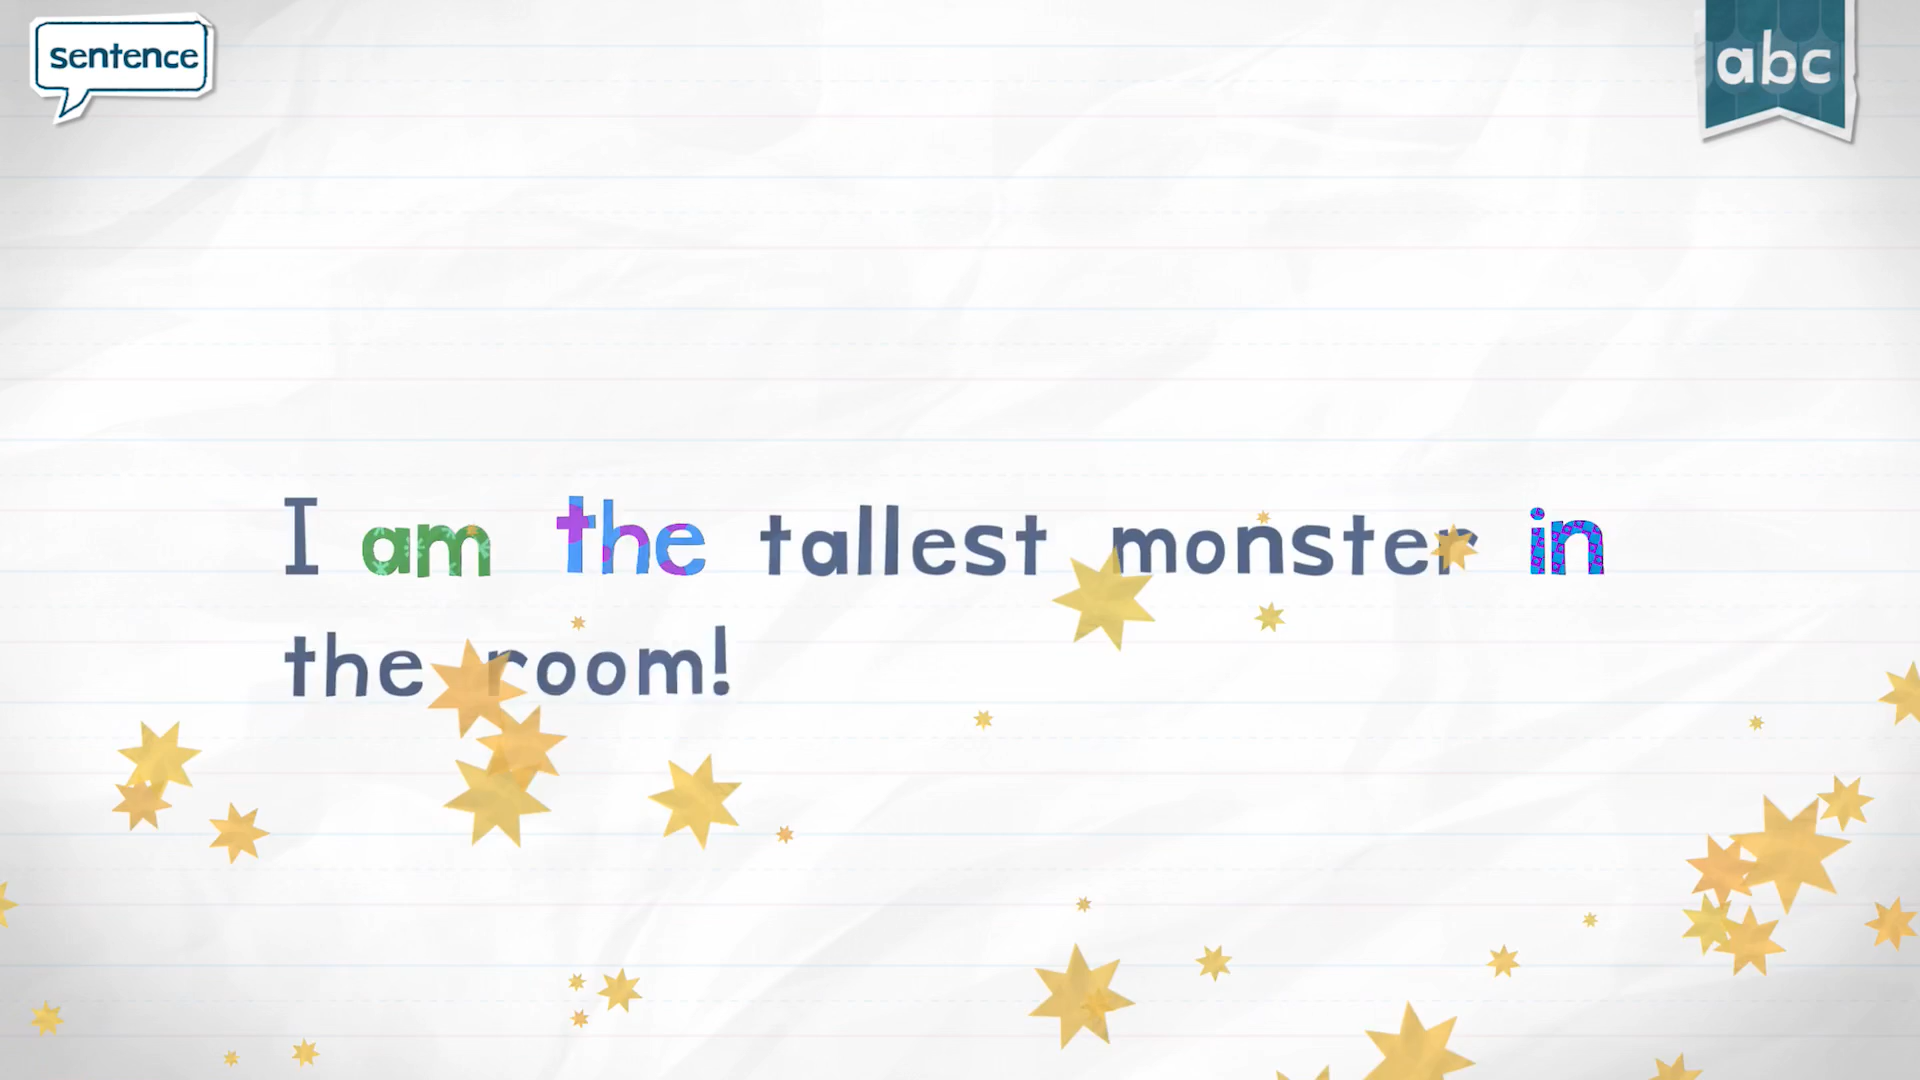 sentence
abc
I am the tallest monster in
the room!